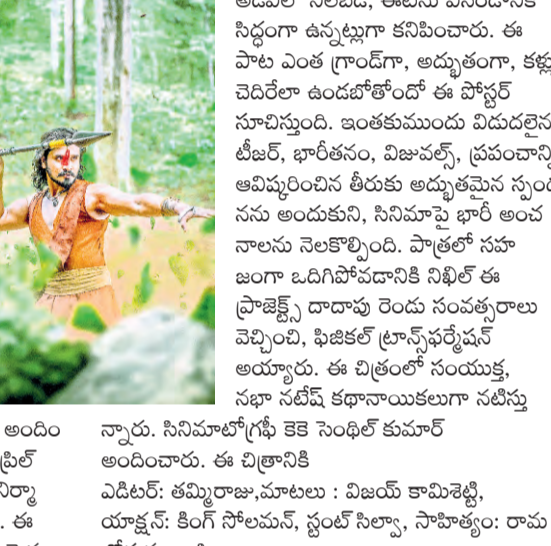 సిద్ధంగా ఉన్నట్లుగా కనిపించారు. ఈ
పాట ఎంత గ్రాండ్‌గా, అద్భుతంగా, కళ్లు
చెదిరేలా ఉండబోతోందో ఈ పోస్టర్
సూచిస్తుంది. ఇంతకుముందు విడుదలైన
టీజర్, భారీతనం, విజువల్స్, ప్రపంచాన్ని
ఆవిష్కరించిన తీరుకు అద్భుతమైన స్పంద
నను అందుకుని, సినిమాపై భారీ అంచ
నాలను నెలకొల్పింది. పాత్రలో సహ
జంగా ఒదిగిపోవడానికి నిఖిల్ ఈ
ప్రాజెక్ట్స్ దాదాపు రెండు సంవత్సరాలు
వెచ్చించి, ఫిజికల్ ట్రాన్స్‌ఫర్మేషన్
అయ్యారు. ఈ చిత్రంలో సంయుక్త,
నభా నటేష్ కథానాయికలుగా నటిస్తు
న్నారు. సినిమాటోగ్రఫీ కెకె సెంథిల్ కుమార్
అందించారు. ఈ చిత్రానికి
ఎడిటర్: తమ్మిరాజు,మాటలు : విజయ్ కామిశెట్టి,
యాక్షన్: కింగ్ సోలమన్, స్టంట్ సిల్వా, సాహిత్యం: రామ
అందిం
. ఈ